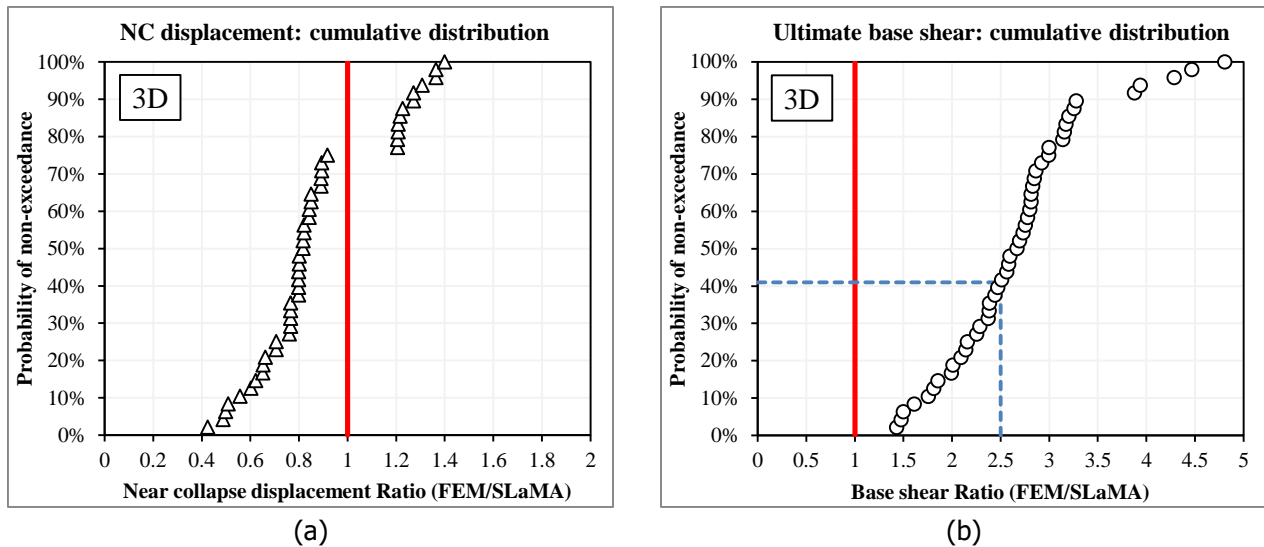 NC displacement: cumulative distribution
3D
Probability of non-exceedance
100%
90%
80%
70%
60%
50%
40%
30%
20%
10%
0%
0 0.2 0.4 0.6 0.8 1 1.2 1.4 1.6 1.8 2
Near collapse displacement Ratio (FEM/SLaMA)
(a)
Ultimate base shear: cumulative distribution
3D
Probability of non-exceedance
100%
90%
80%
70%
60%
50%
40%
30%
20%
10%
0%
0 0.5 1 1.5 2 2.5 3 3.5 4 4.5 5
Base shear Ratio (FEM/SLaMA)
(b)